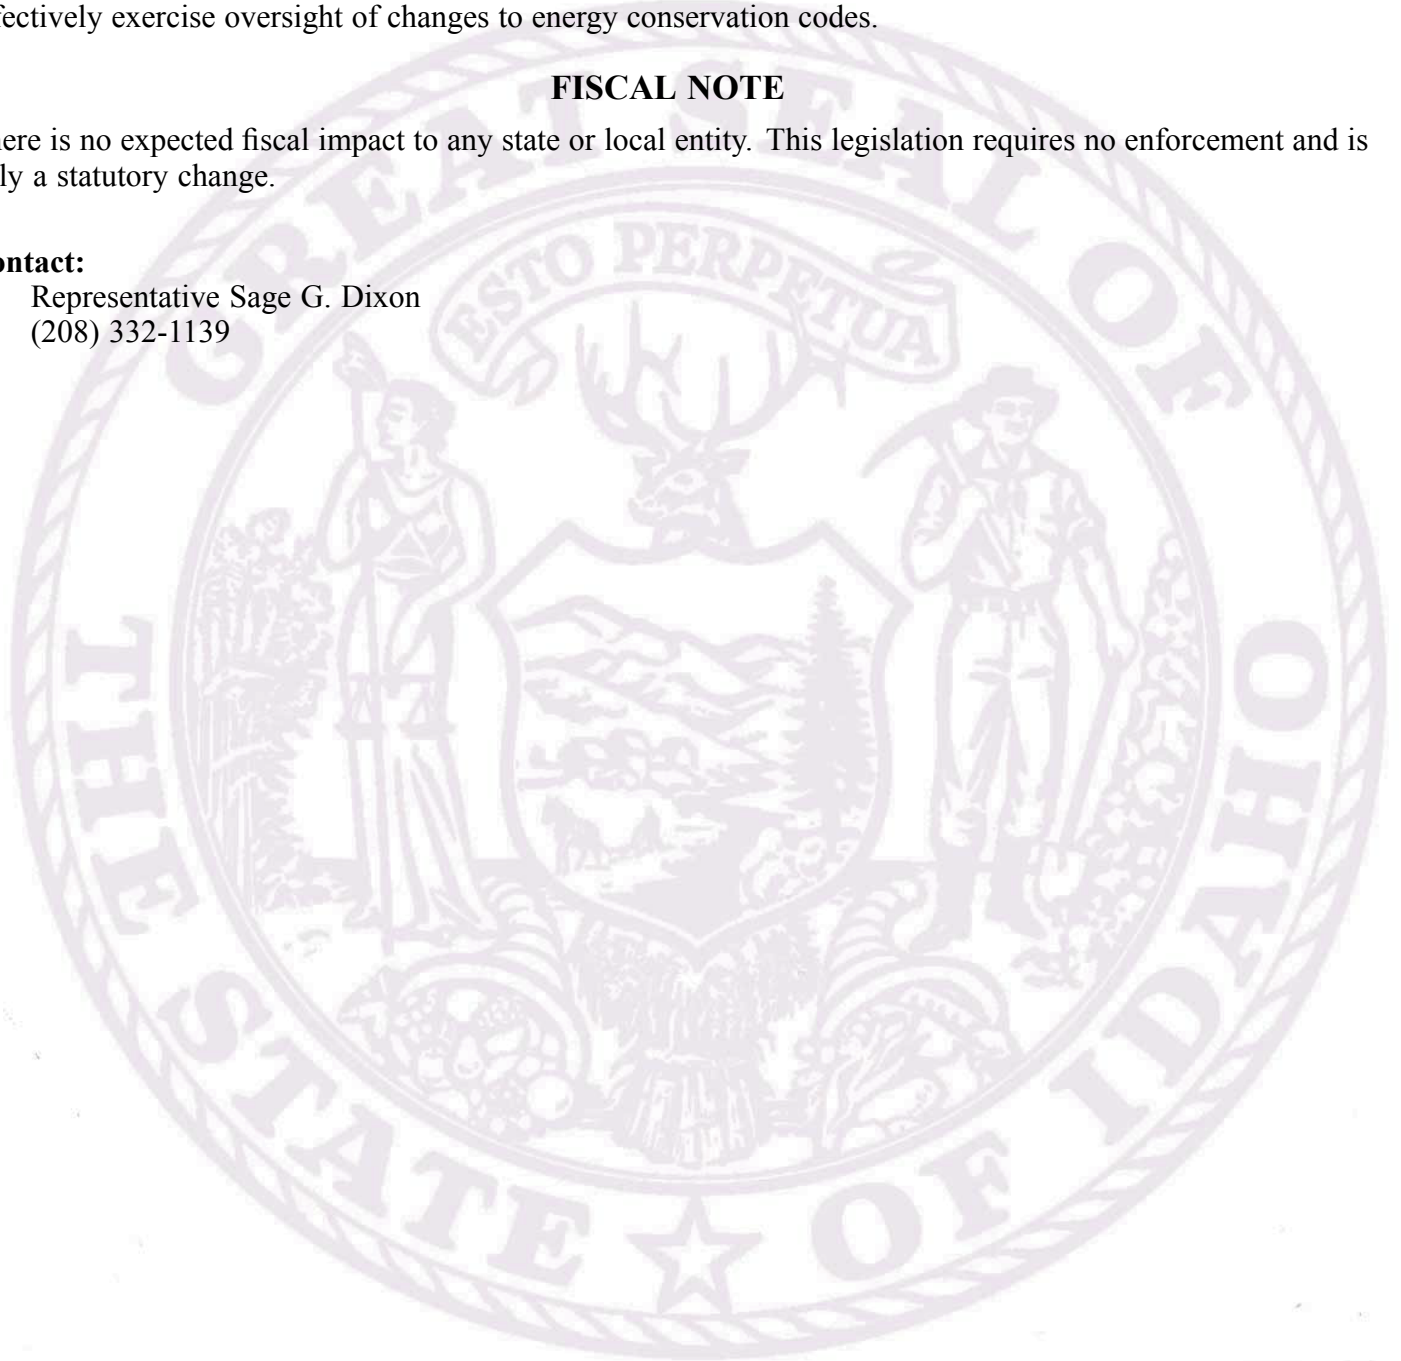 fectively exercise oversight of changes to energy conservation codes.
FISCAL NOTE
here is no expected fiscal impact to any state or local entity. This legislation requires no enforcement and is
ly a statutory change.
ontact:
Representative Sage G. Dixon
(208) 332-1139
GREAT SEAL OF
ESTO PERPETUA
THE STATE OF IDAHO